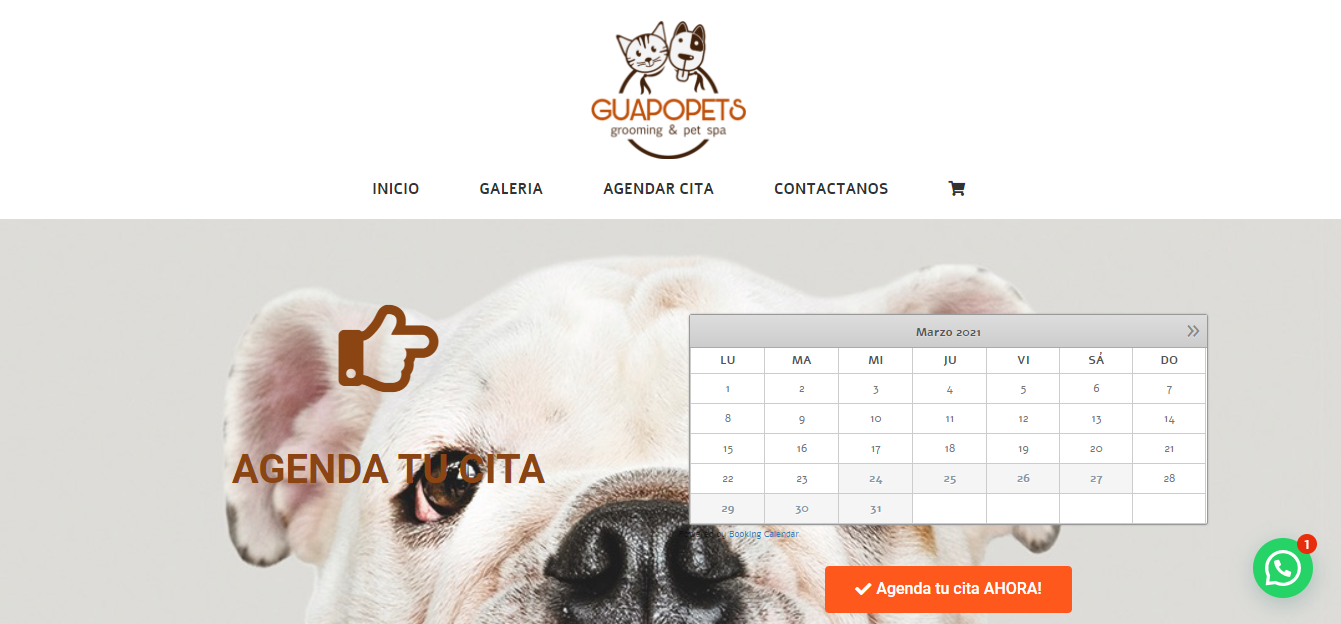 GUAPOPETS
grooming & pet spa
INICIO GALERIA AGENDAR CITA CONTACTANOS
AGENDA TU CITA
Marzo 2021 »
LU MA MI JU VI SÁ DO
1 2 3 4 5 6 7
8 9 10 11 12 13 14
15 16 17 18 19 20 21
22 23 24 25 26 27 28
29 30 31
by Booking Calendar
Agenda tu cita AHORA!
1